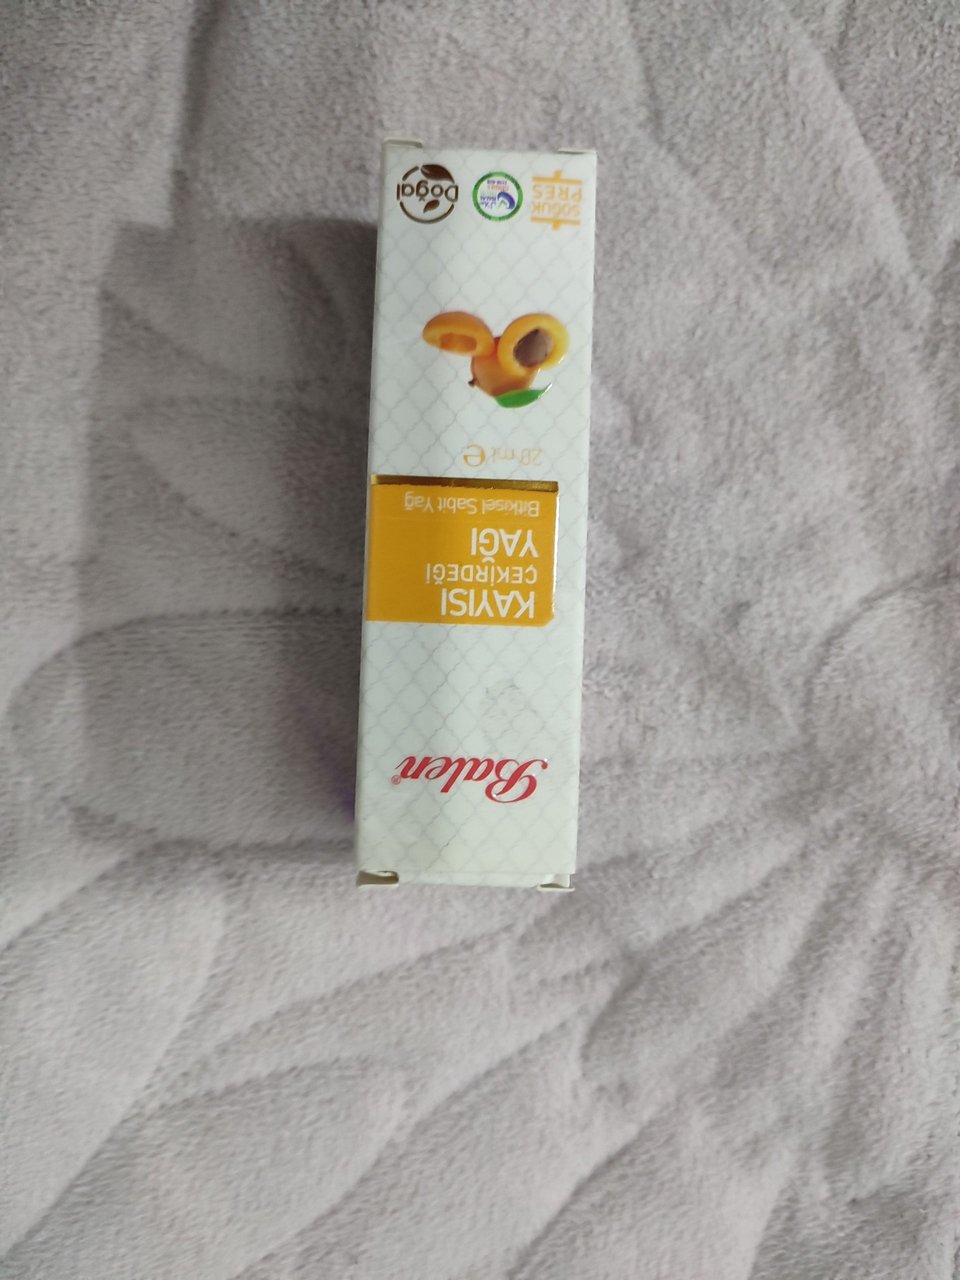 Balen®
KAYISI
ÇEKİRDEĞİ
YAĞI
Bitkisel Sabit Yağ
20 ml e
SOĞUK
PRES
Doğal